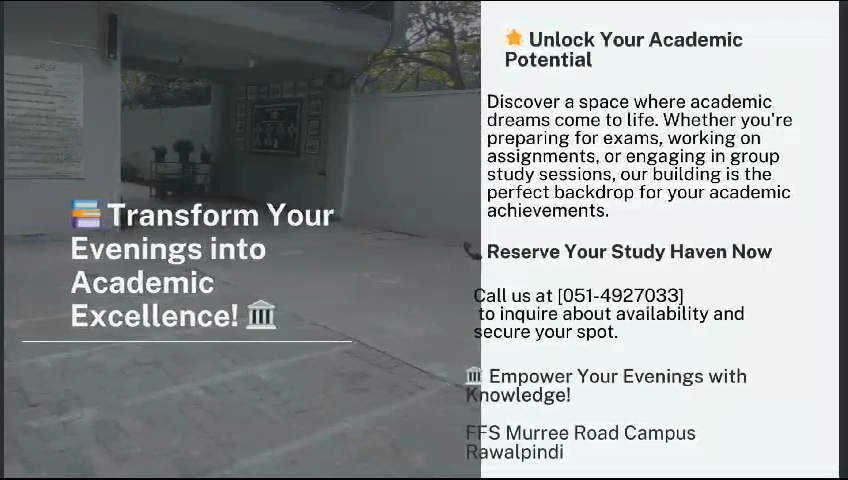 📚 Transform Your
Evenings into
Academic
Excellence! 🏛️
⭐ Unlock Your Academic
Potential
Discover a space where academic
dreams come to life. Whether you're
preparing for exams, working on
assignments, or engaging in group
study sessions, our building is the
perfect backdrop for your academic
achievements.
📞 Reserve Your Study Haven Now
Call us at [051-4927033]
to inquire about availability and
secure your spot.
🏛️ Empower Your Evenings with
Knowledge!
FFS Murree Road Campus
Rawalpindi